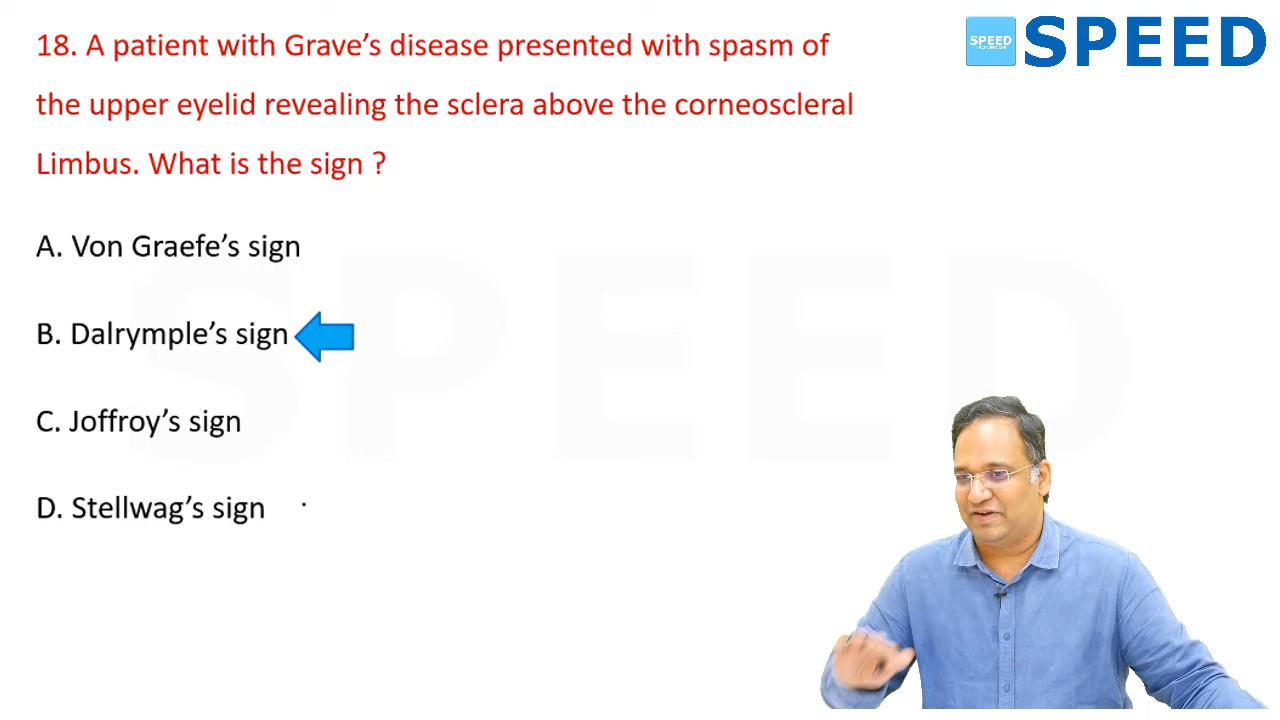 18. A patient with Grave's disease presented with spasm of
the upper eyelid revealing the sclera above the corneoscleral
Limbus. What is the sign ?
A. Von Graefe's sign
B. Dalrymple's sign
C. Joffroy's sign
D. Stellwag's sign
SPEED
SPEED
SPEED